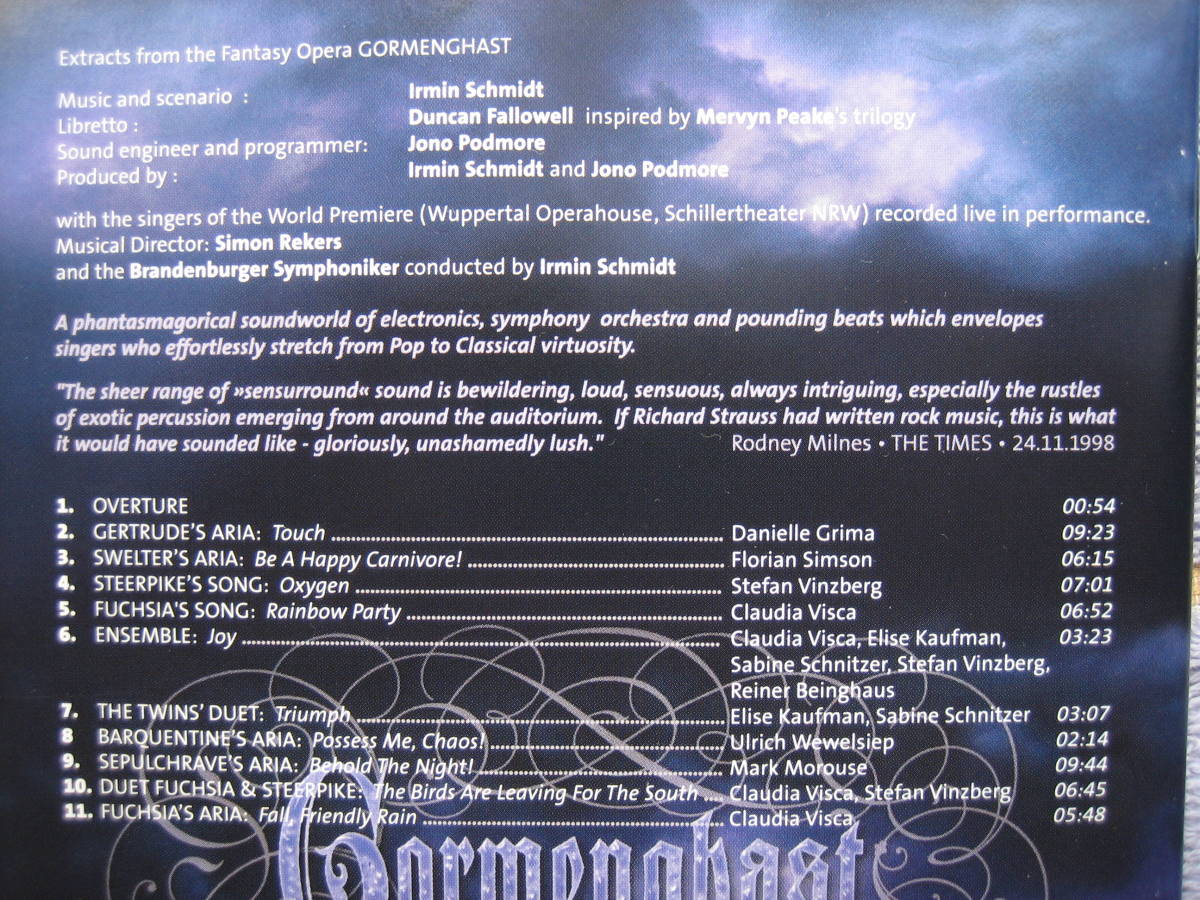 Extracts from the Fantasy Opera GORMENGHAST
Music and scenario : Irmin Schmidt
Libretto : Duncan Fallowell inspired by Mervyn Peake's trilogy
Sound engineer and programmer: Jono Podmore
Produced by : Irmin Schmidt and Jono Podmore
with the singers of the World Premiere (Wuppertal Operahouse, Schillertheater NRW) recorded live in performance.
Musical Director: Simon Rekers
and the Brandenburger Symphoniker conducted by Irmin Schmidt
A phantasmagorical soundworld of electronics, symphony orchestra and pounding beats which envelopes
singers who effortlessly stretch from Pop to Classical virtuosity.
"The sheer range of »sensurround« sound is bewildering, loud, sensuous, always intriguing, especially the rustles
of exotic percussion emerging from around the auditorium. If Richard Strauss had written rock music, this is what
it would have sounded like - gloriously, unashamedly lush." Rodney Milnes • THE TIMES • 24.11.1998
1. OVERTURE 00:54
2. GERTRUDE'S ARIA: Touch ........ Danielle Grima 09:23
3. SWELTER'S ARIA: Be A Happy Carnivore! ........ Florian Simson 06:15
4. STEERPIKE'S SONG: Oxygen ........ Stefan Vinzberg 07:01
5. FUCHSIA'S SONG: Rainbow Party ........ Claudia Visca 06:52
6. ENSEMBLE: Joy ........ Claudia Visca, Elise Kaufman, 03:23
Sabine Schnitzer, Stefan Vinzberg,
Reiner Beinghaus
7. THE TWINS' DUET: Triumph ........ Elise Kaufman, Sabine Schnitzer 03:07
8 BARQUENTINE'S ARIA: Possess Me, Chaos! ........ Ulrich Wewelsiep 02:14
9. SEPULCHRAVE'S ARIA: Behold The Night! ........ Mark Morouse 09:44
10. DUET FUCHSIA & STEERPIKE: The Birds Are Leaving For The South .... Claudia Visca, Stefan Vinzberg 06:45
11. FUCHSIA'S ARIA: Fall, Friendly Rain ........ Claudia Visca, 05:48
Gormenghast